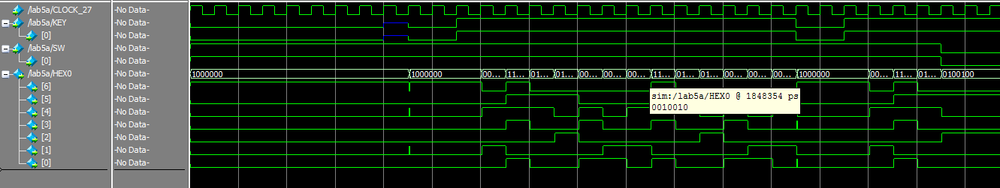 /lab5a/CLOCK_27 -No Data-
/lab5a/KEY -No Data-
[0] -No Data-
/lab5a/SW -No Data-
[0] -No Data-
/lab5a/HEX0 -No Data- 1000000 1000000 00... 11... 01... 01... 00... 00... 00... 11... 01... 01... 00... 00... 00... 1000000 00... 11... 01... 0100100
[6] -No Data-
[5] -No Data-
sim:/lab5a/HEX0 @ 1848354 ps
0010010
[4] -No Data-
[3] -No Data-
[2] -No Data-
[1] -No Data-
[0] -No Data-